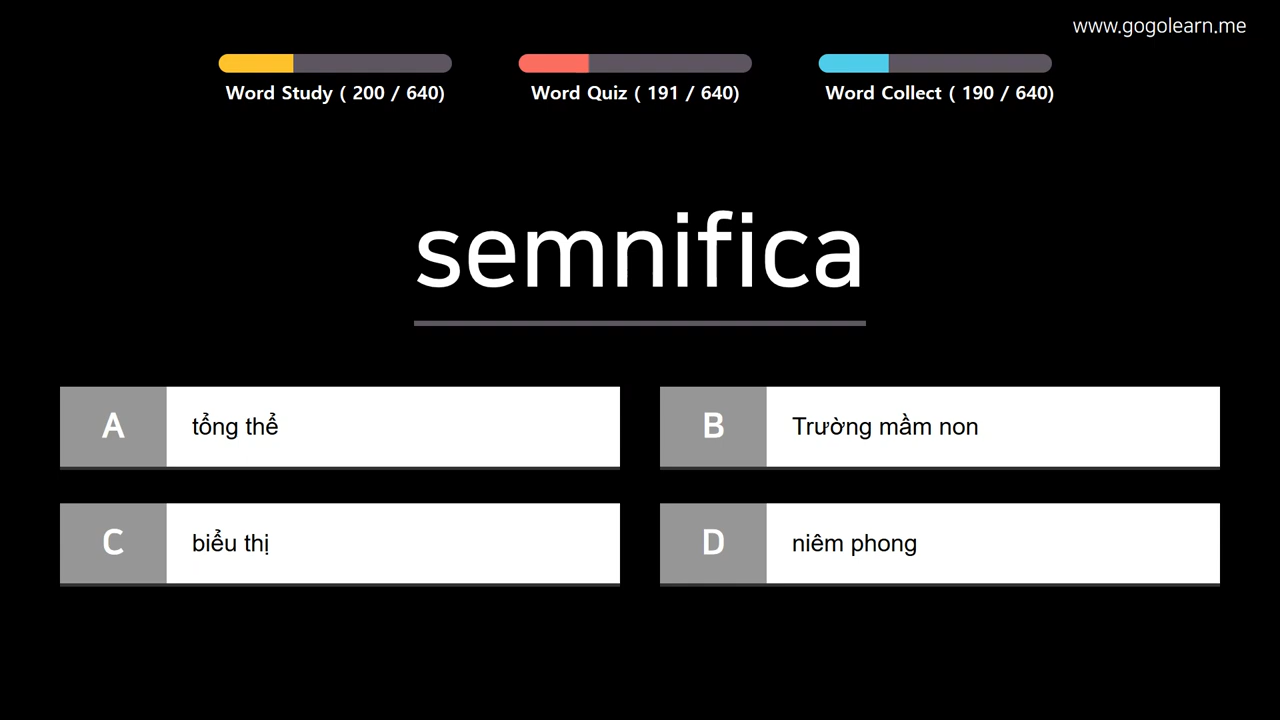 www.gogolearn.me
Word Study ( 200 / 640)
Word Quiz ( 191 / 640)
Word Collect ( 190 / 640)
semnifica
A
tổng thể
B
Trường mầm non
C
biểu thị
D
niêm phong